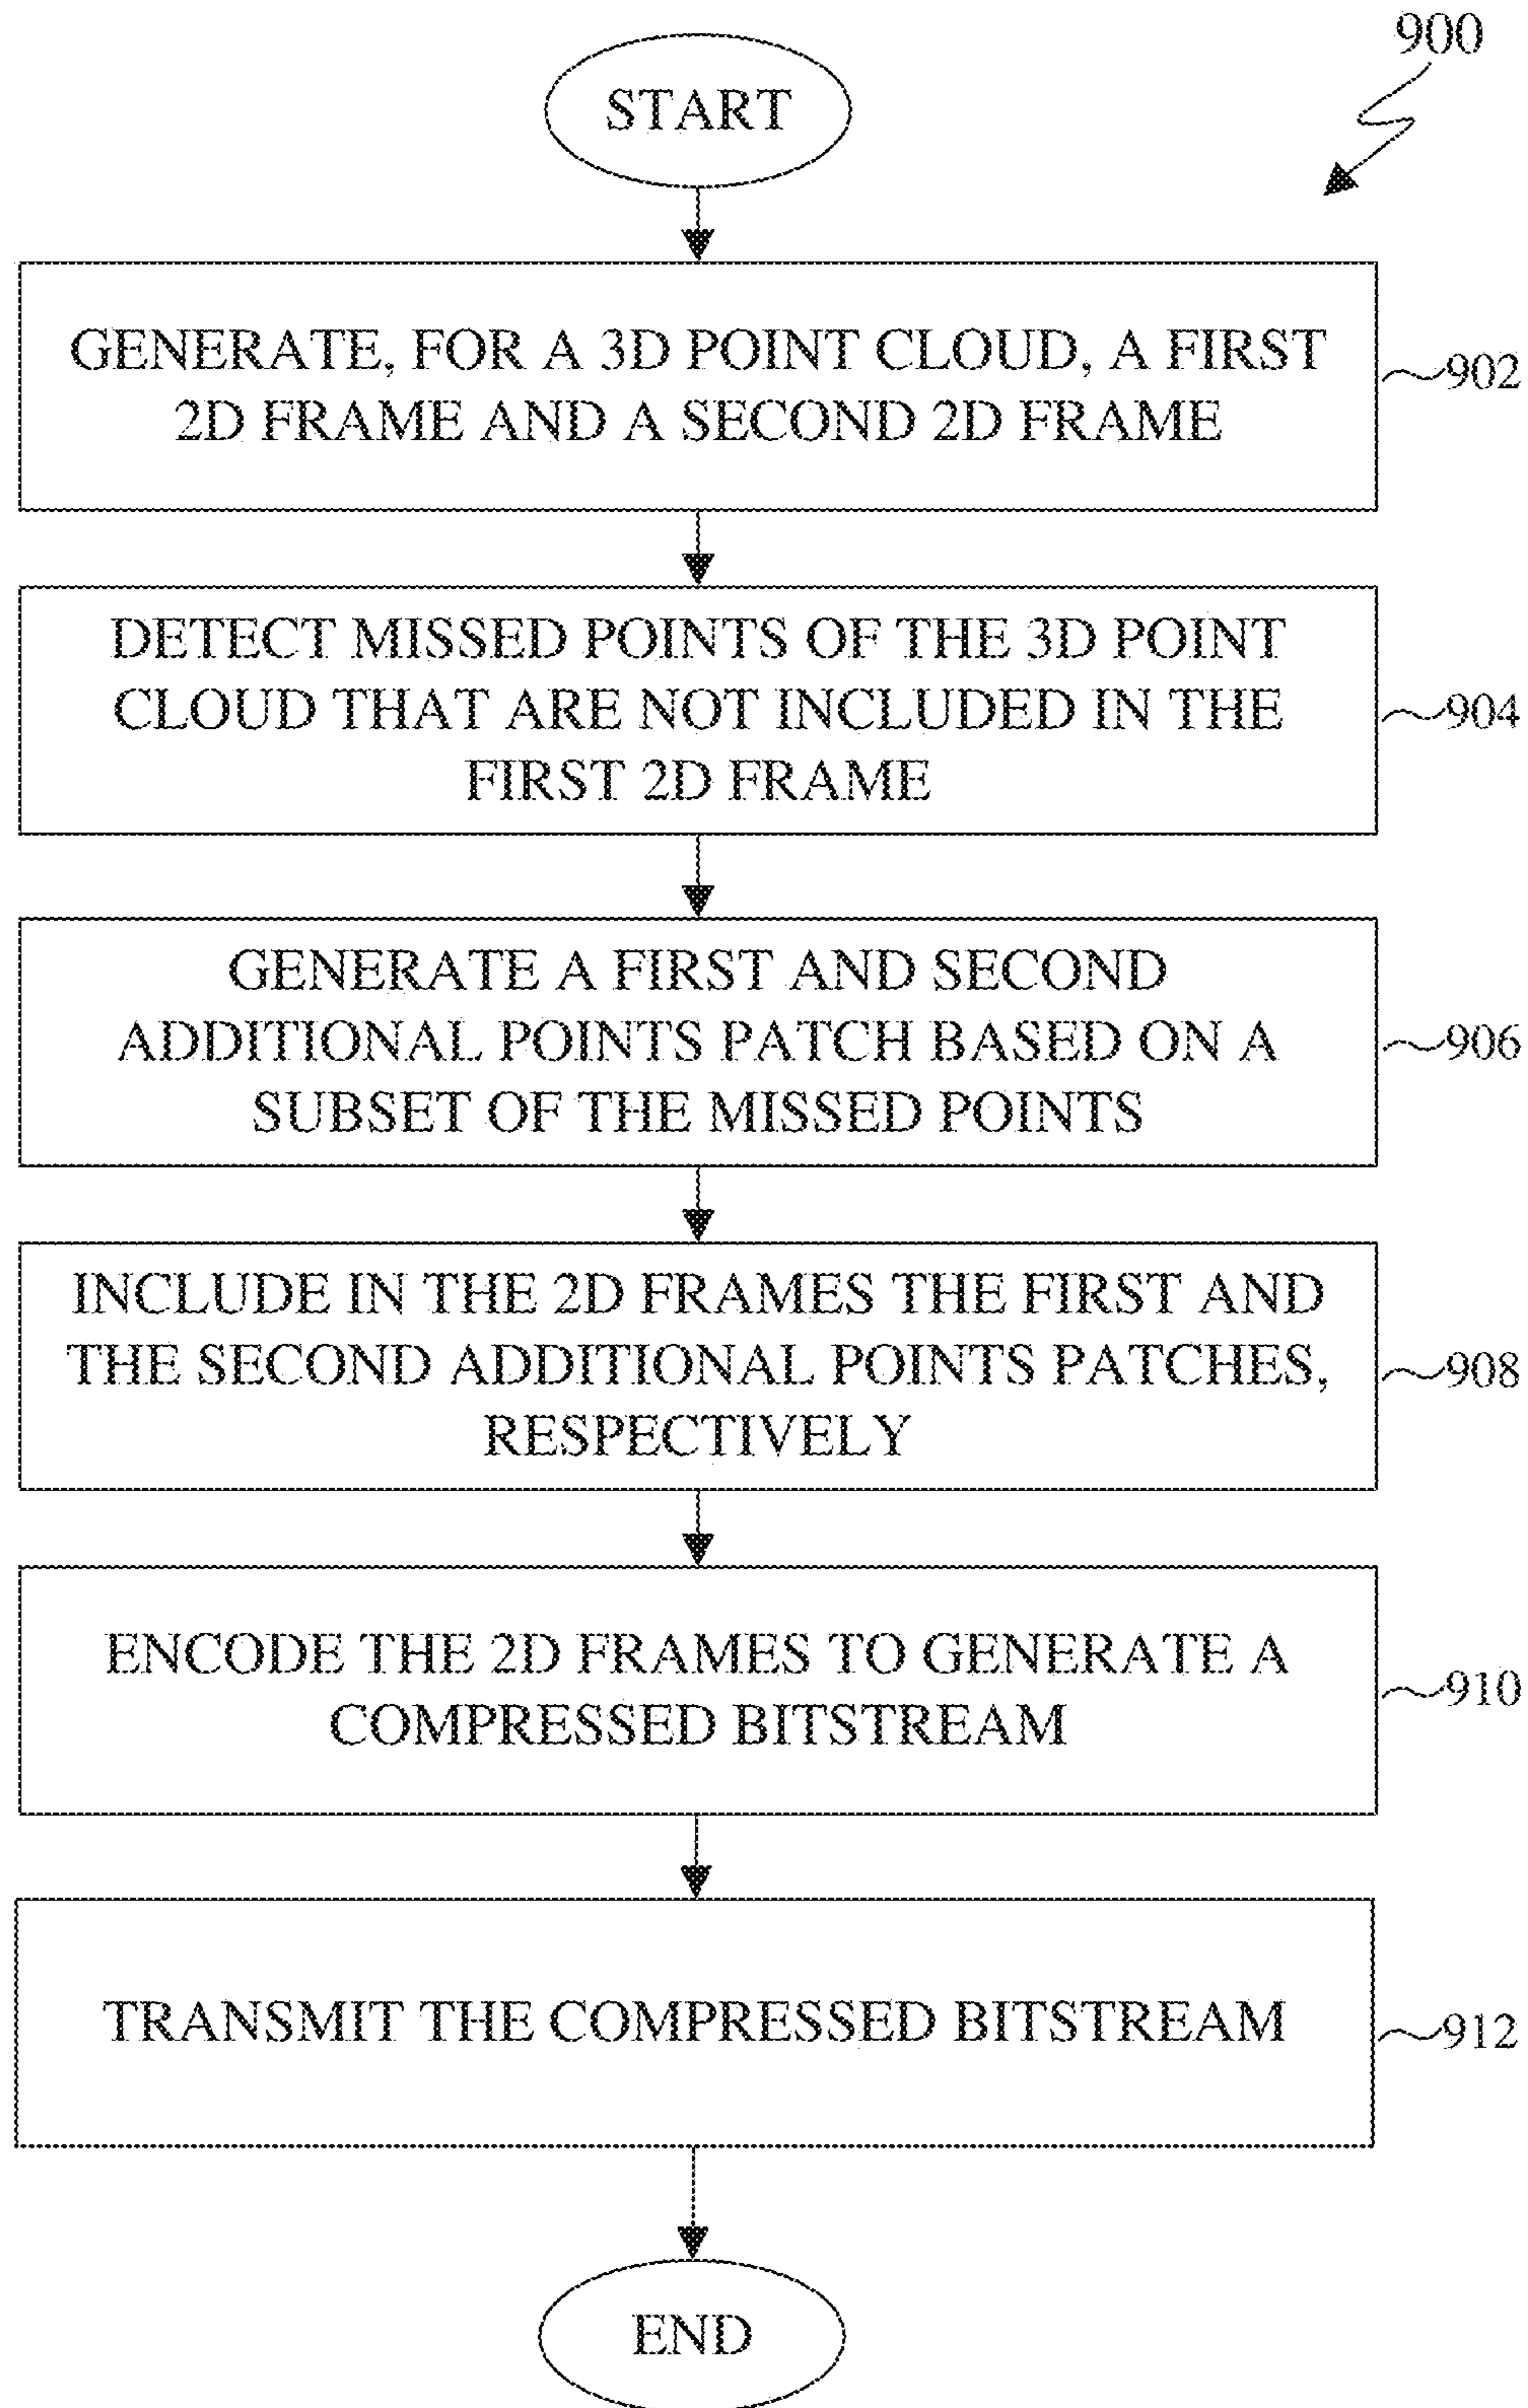 900
START
GENERATE, FOR A 3D POINT CLOUD, A FIRST
2D FRAME AND A SECOND 2D FRAME
902
DETECT MISSED POINTS OF THE 3D POINT
CLOUD THAT ARE NOT INCLUDED IN THE
FIRST 2D FRAME
904
GENERATE A FIRST AND SECOND
ADDITIONAL POINTS PATCH BASED ON A
SUBSET OF THE MISSED POINTS
906
INCLUDE IN THE 2D FRAMES THE FIRST AND
THE SECOND ADDITIONAL POINTS PATCHES,
RESPECTIVELY
908
ENCODE THE 2D FRAMES TO GENERATE A
COMPRESSED BITSTREAM
910
TRANSMIT THE COMPRESSED BITSTREAM
912
END